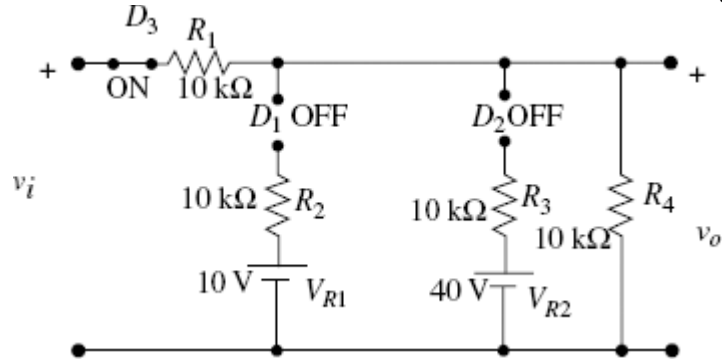 D3 R1
+ ON 10 kΩ +
D1 OFF D2OFF
vi 10 kΩ R2 10 kΩ R3 10 kΩ R4 vo
10 V VR1 40 V VR2